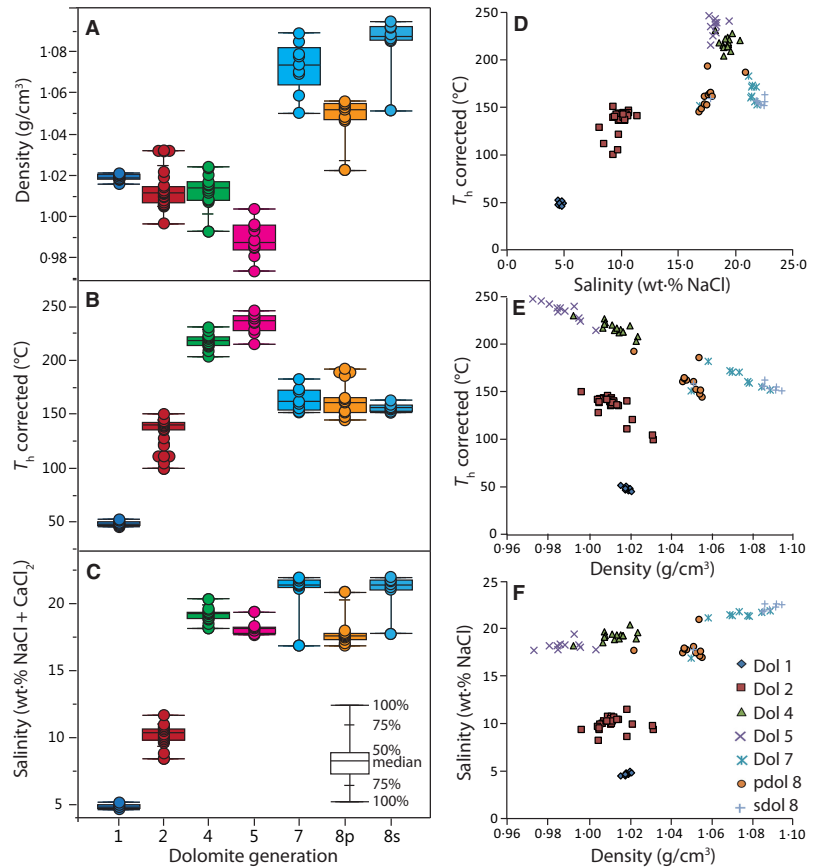 A
Density (g/cm³)
1·08
1·06
1·04
1·02
1·00
0·98
B
Tₕ corrected (°C)
250
200
150
100
50
C
Salinity (wt·% NaCl + CaCl₂)
20
15
10
5
100%
75%
50%
median
75%
100%
1 2 4 5 7 8p 8s
Dolomite generation
D
Tₕ corrected (°C)
250
200
150
100
50
0
0·0 5·0 10·0 15·0 20·0 25·0
Salinity (wt·% NaCl)
E
Tₕ corrected (°C)
250
200
150
100
50
0
0·96 0·98 1·00 1·02 1·04 1·06 1·08 1·10
Density (g/cm³)
F
Salinity (wt·% NaCl)
25
20
15
10
5
0
0·96 0·98 1·00 1·02 1·04 1·06 1·08 1·10
Density (g/cm³)
Dol 1
Dol 2
Dol 4
Dol 5
Dol 7
pdol 8
sdol 8